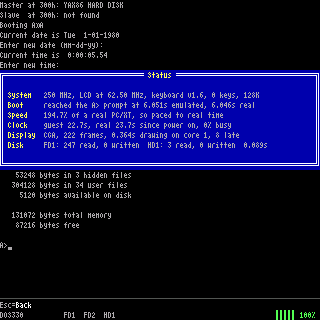 Master at 300h: YAX86 HARD DISK
Slave  at 300h: not found
Booting A>A
Current date is Tue  1-01-1980
Enter new date (mm-dd-yy):
Current time is  0:00:05.54
Enter new time:
Status
System  250 MHz, LCD at 62.50 MHz, keyboard v1.6, 0 keys, 128K
Boot  reached the A> prompt at 6.051s emulated, 6.046s real
Speed  194.7% of a real PC/XT, so paced to real time
Clock  guest 22.7s, real 23.7s since power on, 0% busy
Display  CGA, 222 frames, 0.364s drawing on core 1, 8 late
Disk  FD1: 247 read, 0 written  HD1: 3 read, 0 written  0.089s
53248 bytes in 3 hidden files
304128 bytes in 34 user files
5120 bytes available on disk
131072 bytes total memory
87216 bytes free
A>_
Esc=Back
DOS330  FD1  FD2  HD1  100%